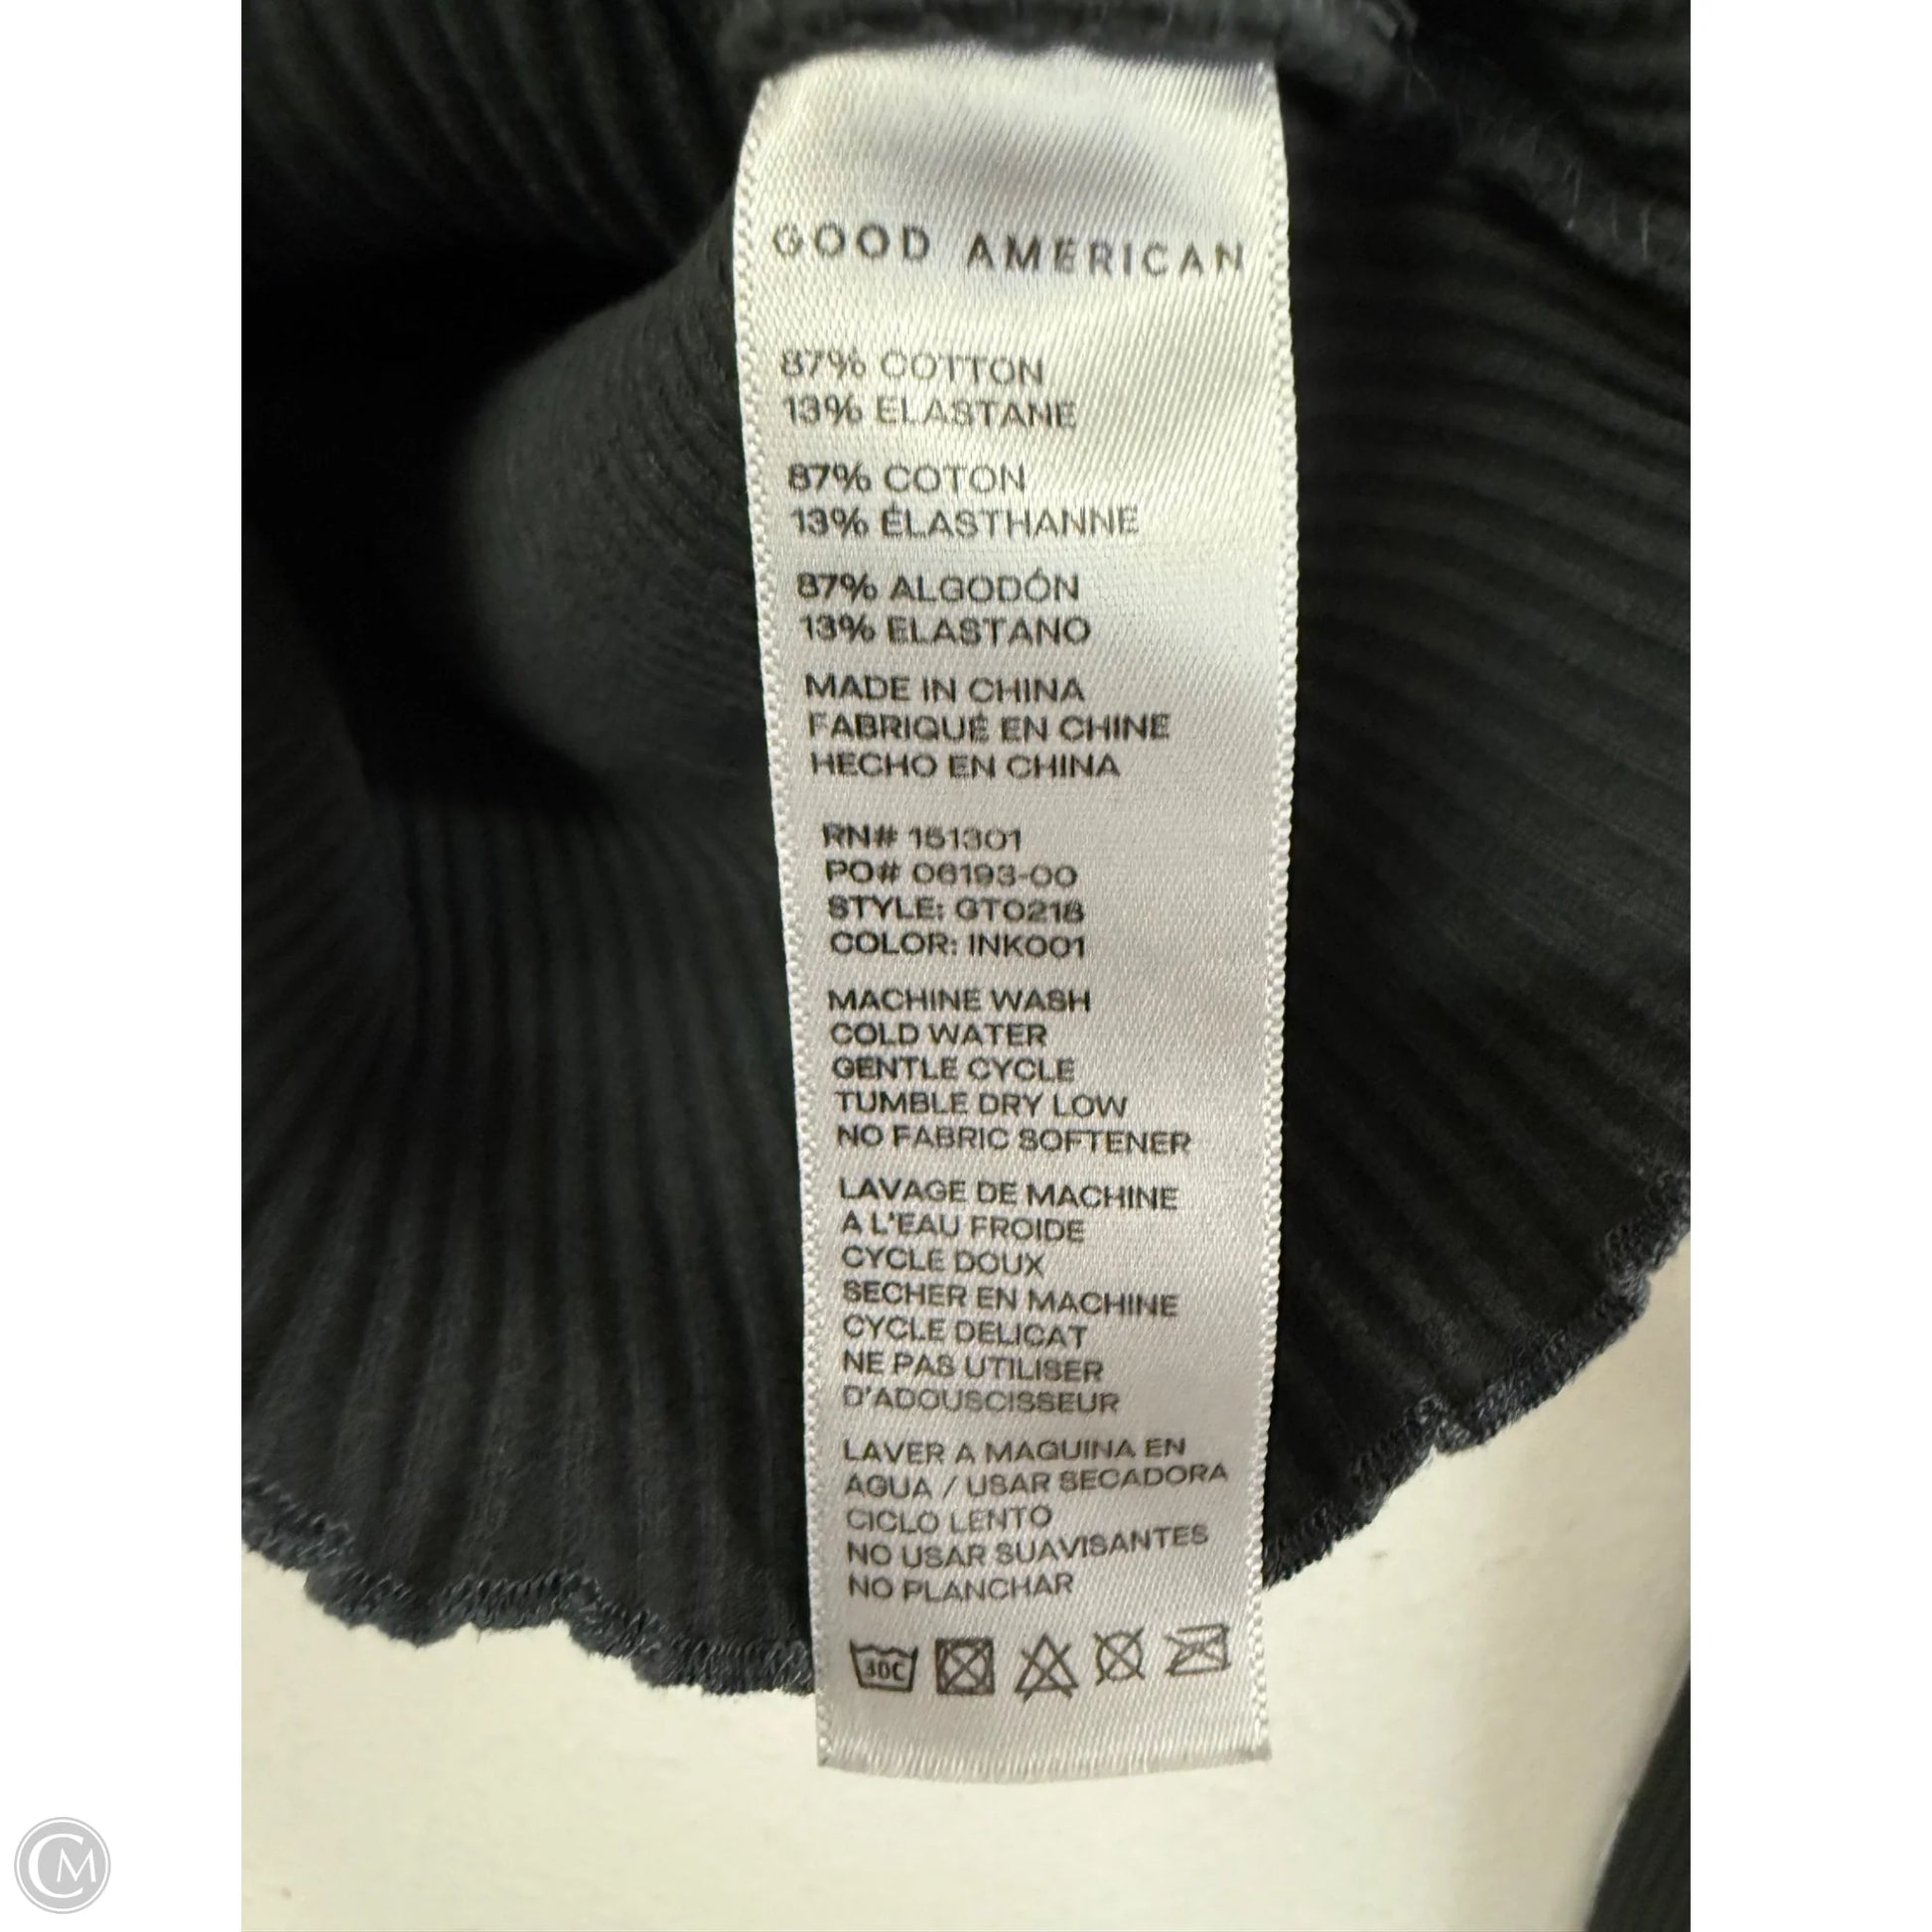 GOOD AMERICAN
87% COTTON
13% ELASTANE
87% COTON
13% ÉLASTHANNE
87% ALGODÓN
13% ELASTANO
MADE IN CHINA
FABRIQUÉ EN CHINE
HECHO EN CHINA
RN# 151301
PO# 06193-00
STYLE: GT0218
COLOR: INK001
MACHINE WASH
COLD WATER
GENTLE CYCLE
TUMBLE DRY LOW
NO FABRIC SOFTENER
LAVAGE DE MACHINE
A L'EAU FROIDE
CYCLE DOUX
SECHER EN MACHINE
CYCLE DELICAT
NE PAS UTILISER
D'ADOUSCISSEUR
LAVER A MAQUINA EN
AGUA / USAR SECADORA
CICLO LENTO
NO USAR SUAVISANTES
NO PLANCHAR
30C
CM